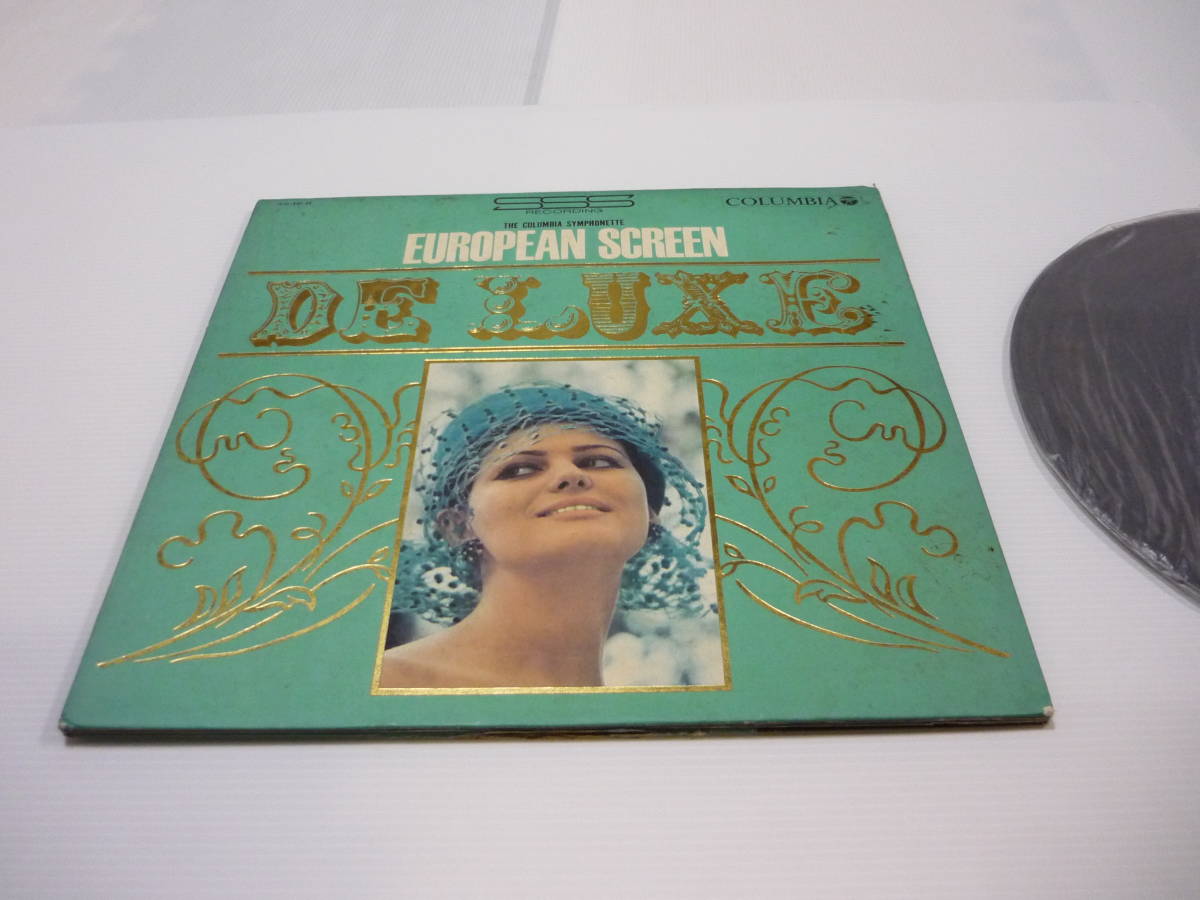 SSS
RECORDING
COLUMBIA
THE COLUMBIA SYMPHONETTE
EUROPEAN SCREEN
DE LUXE